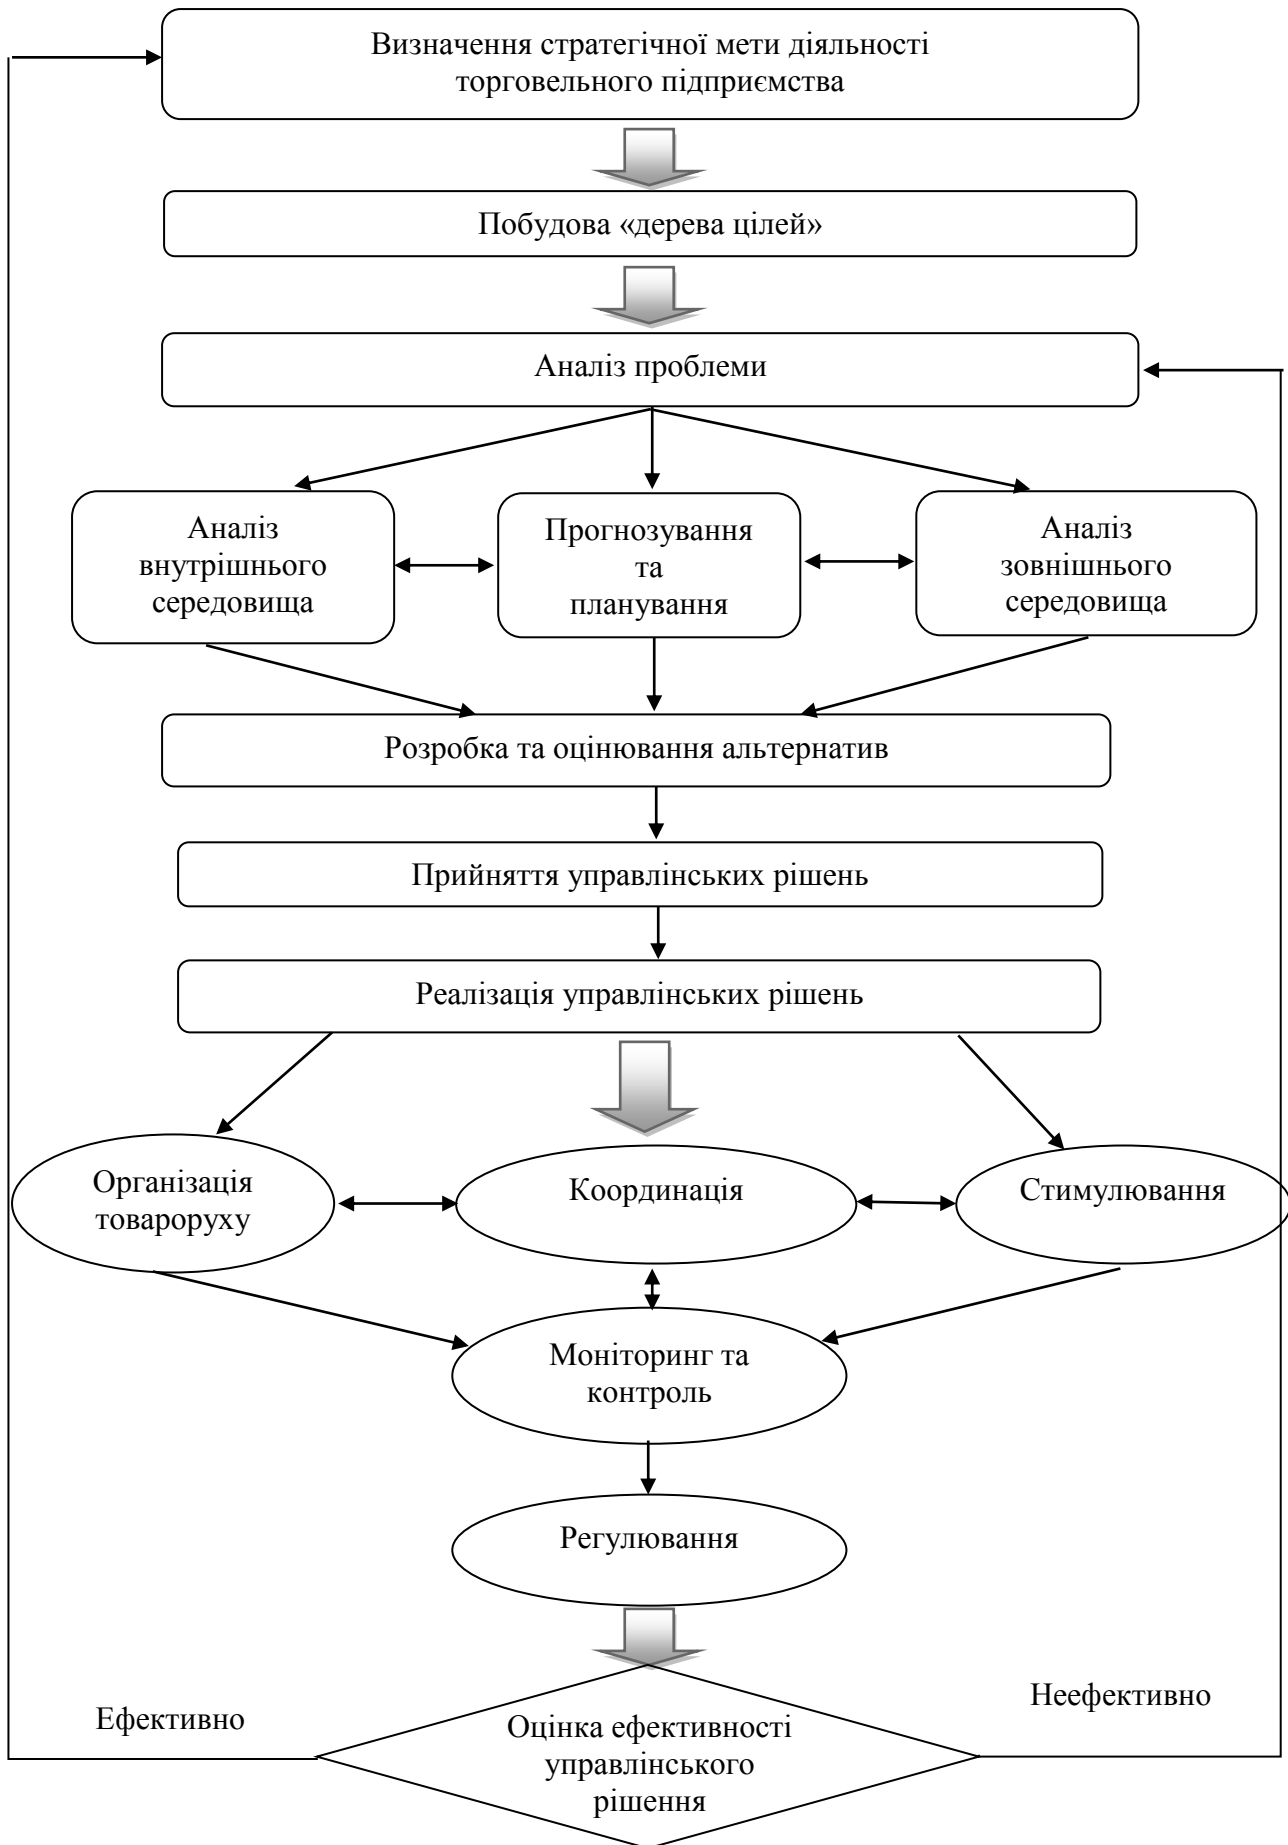 Визначення стратегічної мети діяльності
торговельного підприємства
Побудова «дерева цілей»
Аналіз проблеми
Аналіз
внутрішнього
середовища
Прогнозування
та
планування
Аналіз
зовнішнього
середовища
Розробка та оцінювання альтернатив
Прийняття управлінських рішень
Реалізація управлінських рішень
Організація
товароруху
Координація
Стимулювання
Моніторинг та
контроль
Регулювання
Ефективно
Неефективно
Оцінка ефективності
управлінського
рішення